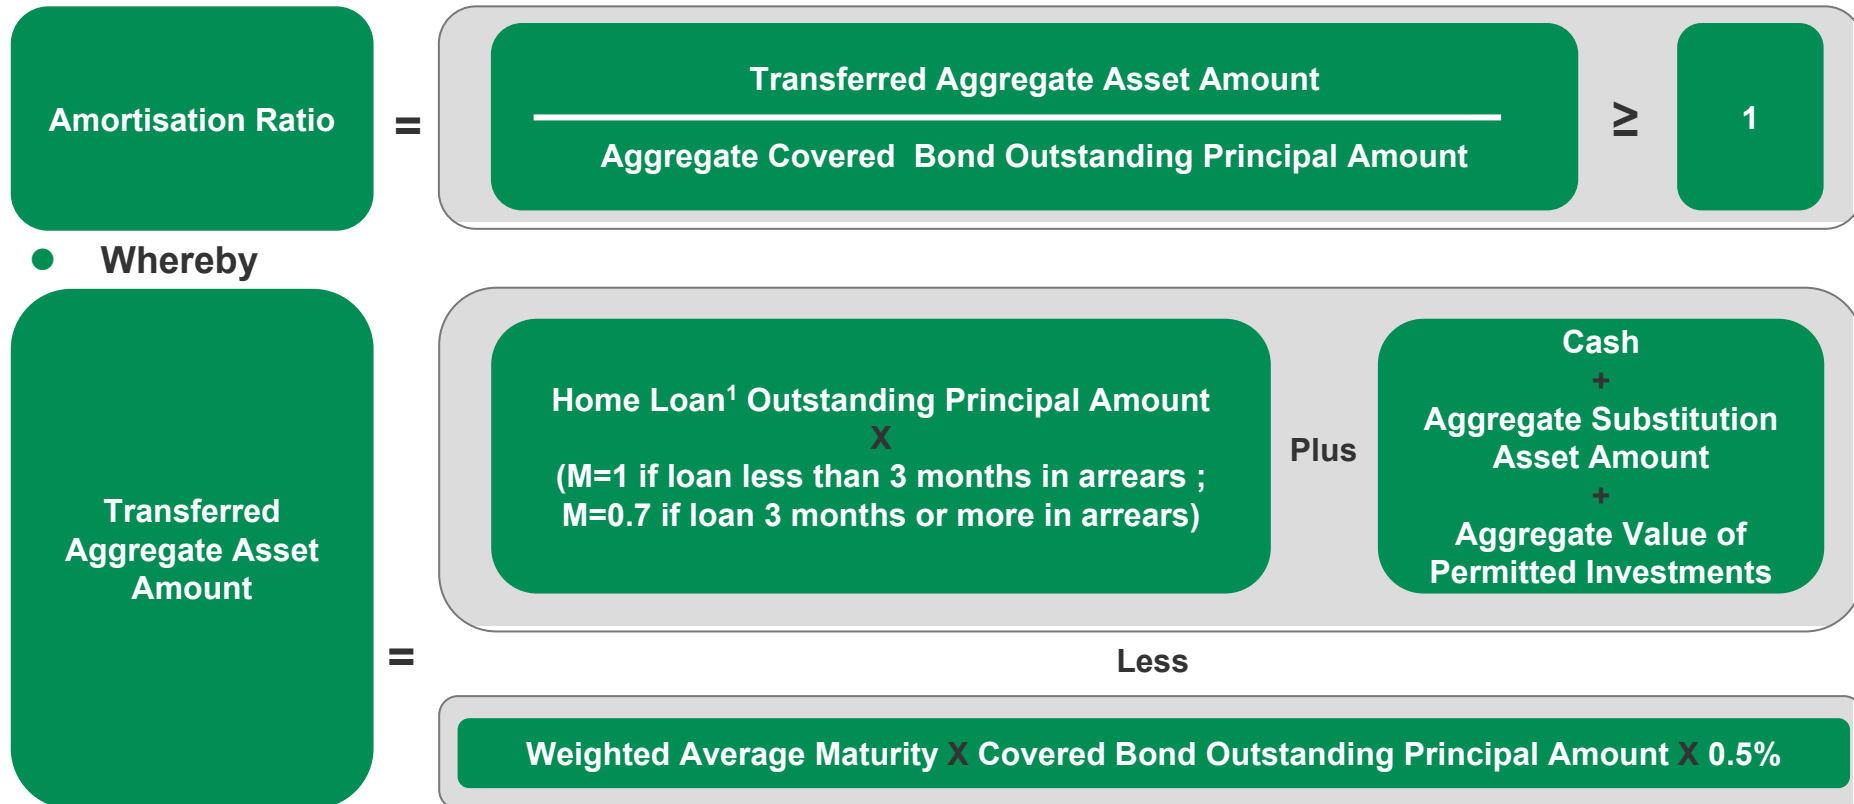 Amortisation Ratio
=
Transferred Aggregate Asset Amount
Aggregate Covered Bond Outstanding Principal Amount
≥
1
● Whereby
Transferred
Aggregate Asset
Amount
=
Home Loan¹ Outstanding Principal Amount
X
(M=1 if loan less than 3 months in arrears ;
M=0.7 if loan 3 months or more in arrears)
Plus
Cash
+
Aggregate Substitution
Asset Amount
+
Aggregate Value of
Permitted Investments
Less
Weighted Average Maturity X Covered Bond Outstanding Principal Amount X 0.5%